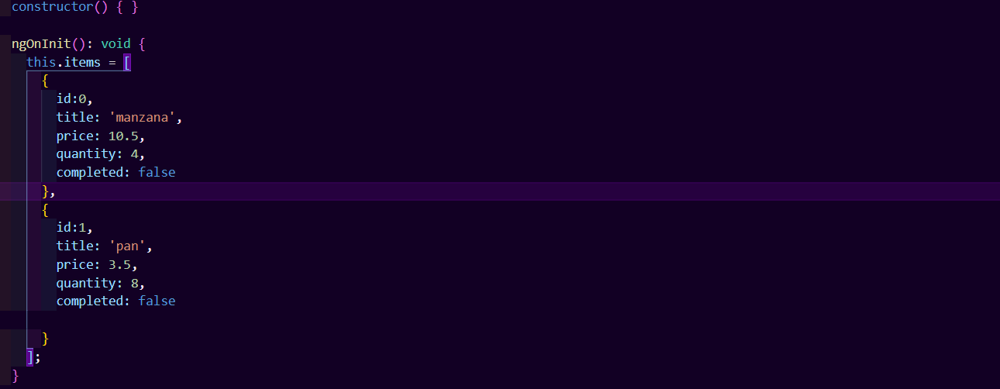 constructor() { }
ngOnInit(): void {
this.items = [
{
id:0,
title: 'manzana',
price: 10.5,
quantity: 4,
completed: false
},
{
id:1,
title: 'pan',
price: 3.5,
quantity: 8,
completed: false
}
];
}